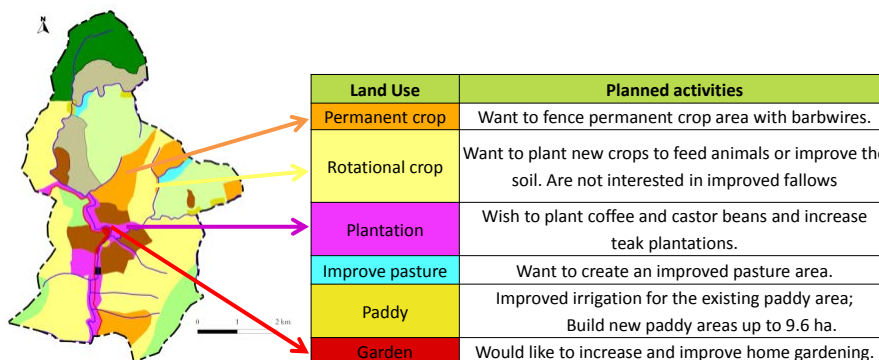 N
Land Use Planned activities
Permanent crop Want to fence permanent crop area with barbwires.
Rotational crop Want to plant new crops to feed animals or improve the
soil. Are not interested in improved fallows
Plantation Wish to plant coffee and castor beans and increase
teak plantations.
Improve pasture Want to create an improved pasture area.
Paddy Improved irrigation for the existing paddy area;
Build new paddy areas up to 9.6 ha.
Garden Would like to increase and improve home gardening.
0 1 2 km